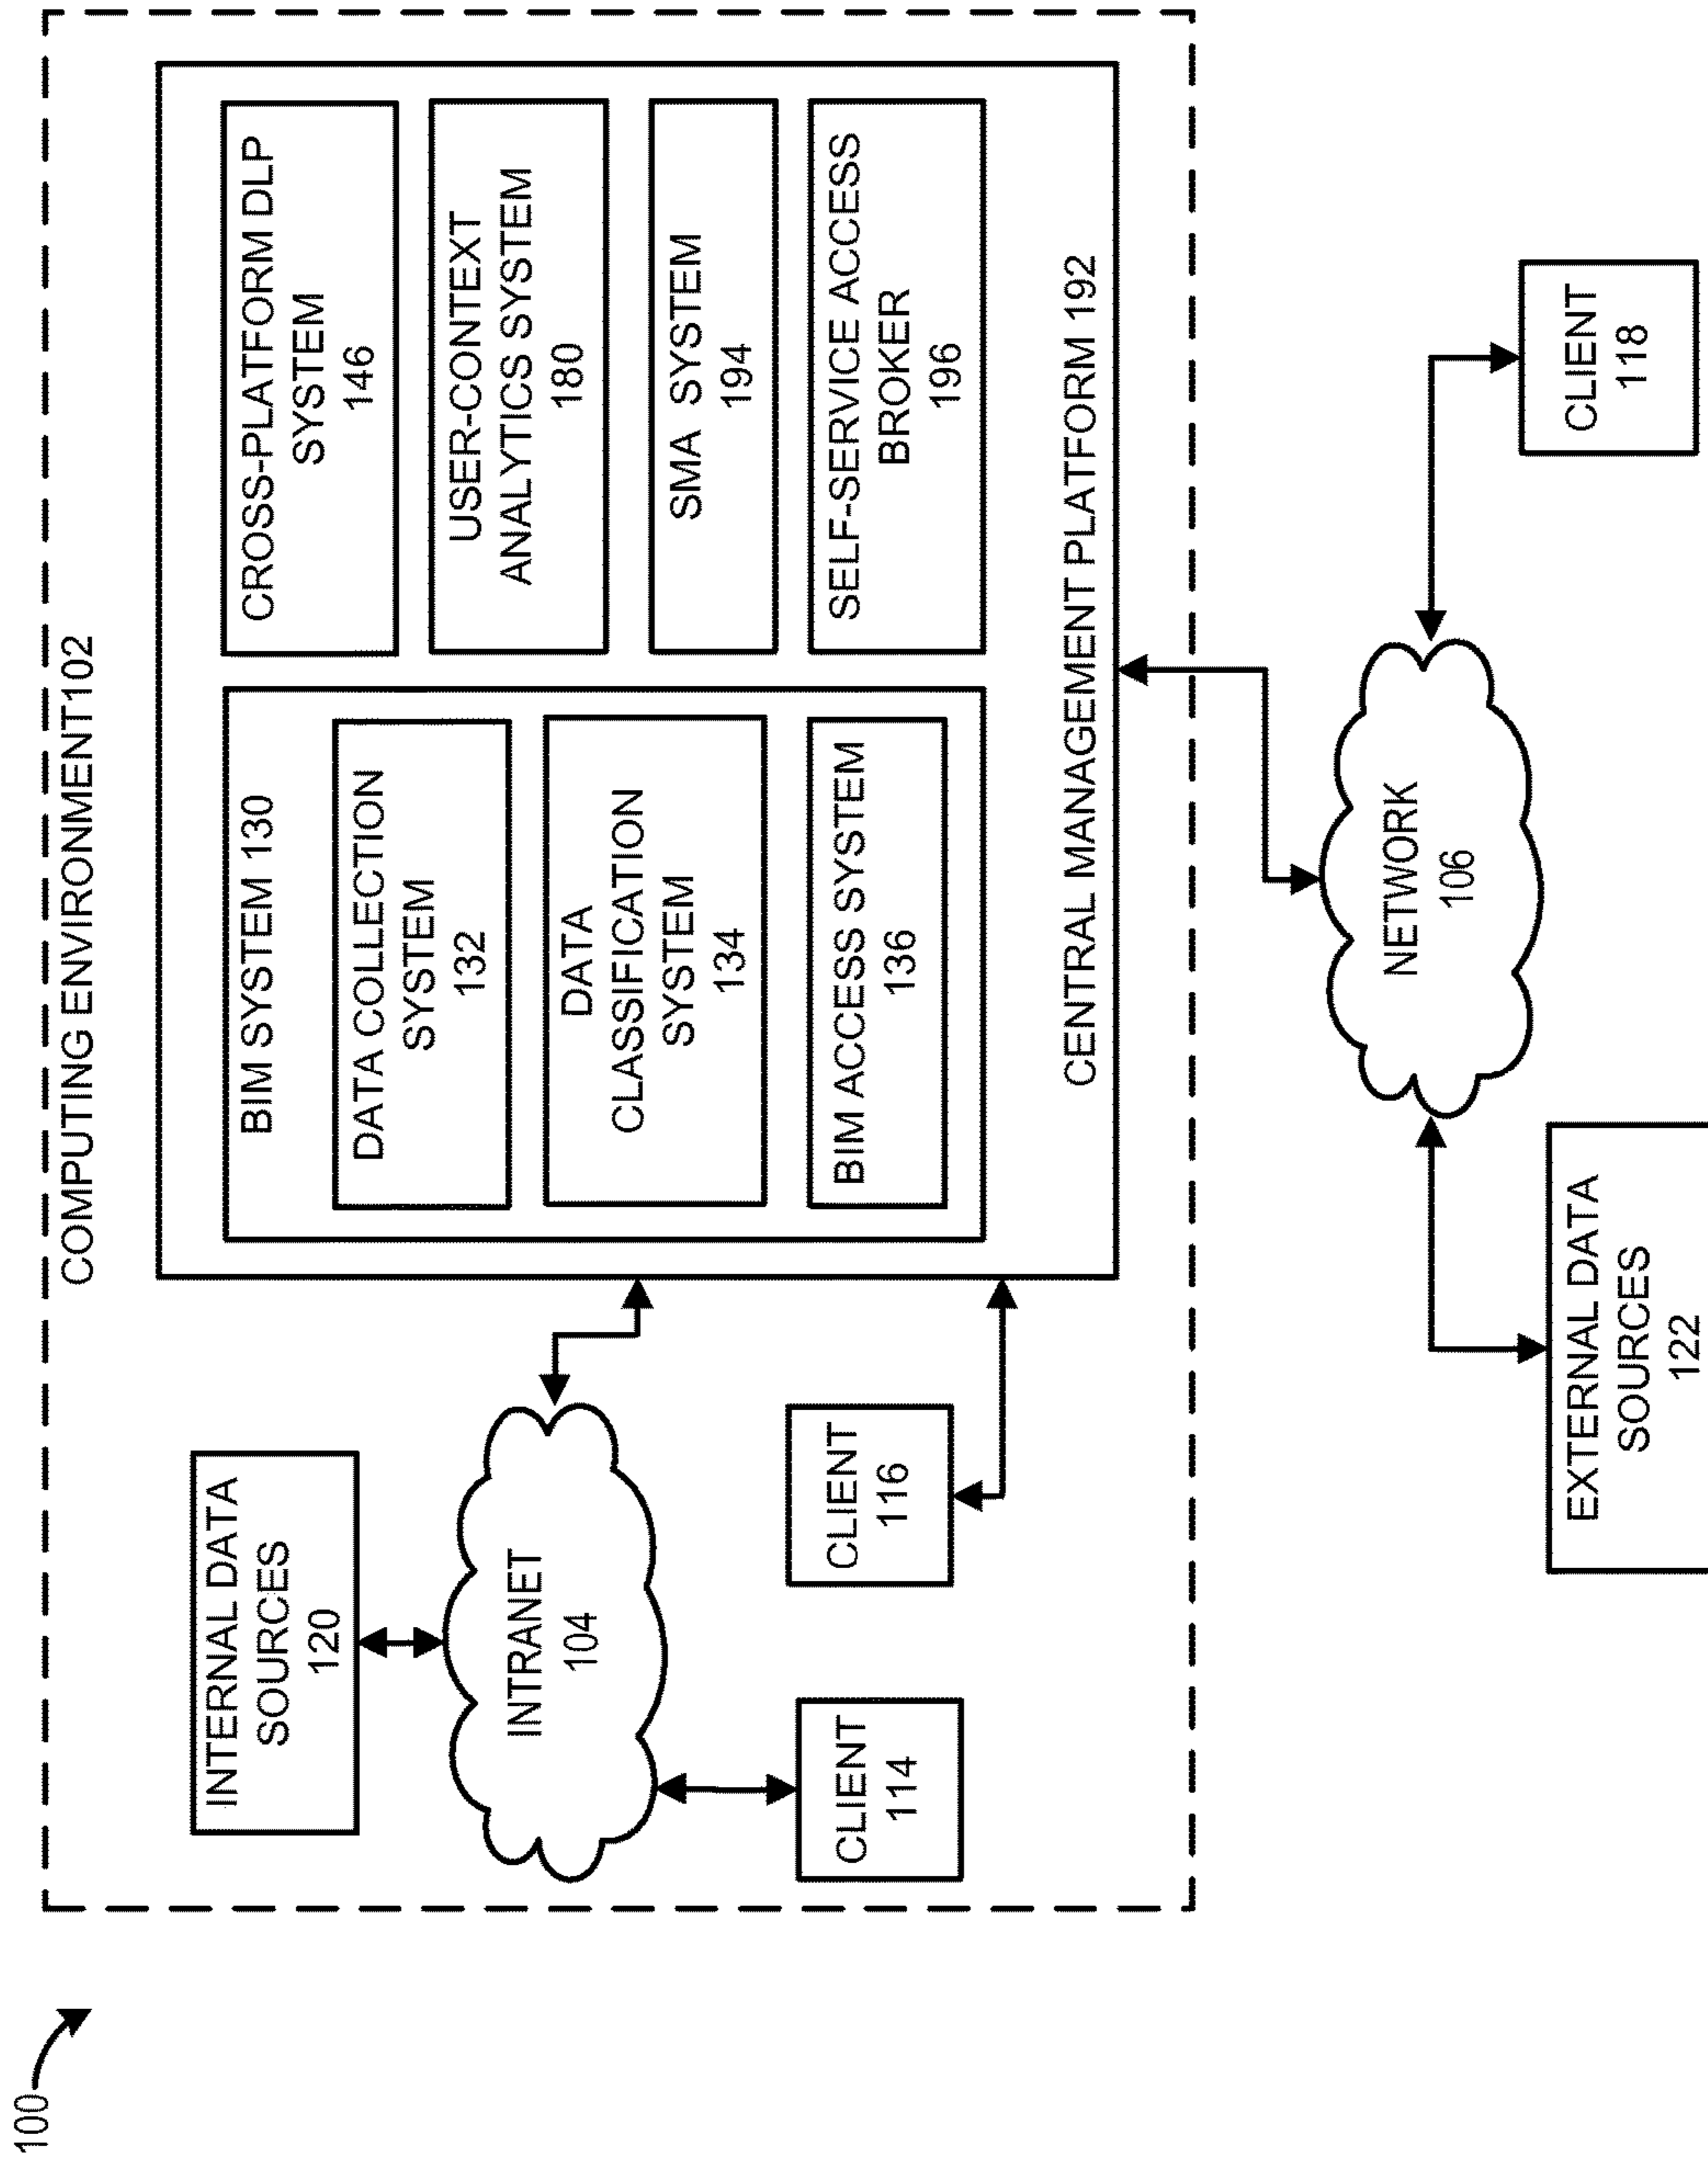 100
COMPUTING ENVIRONMENT102
INTERNAL DATA
SOURCES
120
INTRANET
104
CLIENT
114
CLIENT
116
BIM SYSTEM 130
DATA COLLECTION
SYSTEM
132
DATA
CLASSIFICATION
SYSTEM
134
BIM ACCESS SYSTEM
136
CROSS-PLATFORM DLP
SYSTEM
146
USER-CONTEXT
ANALYTICS SYSTEM
180
SMA SYSTEM
194
SELF-SERVICE ACCESS
BROKER
196
CENTRAL MANAGEMENT PLATFORM 192
NETWORK
106
EXTERNAL DATA
SOURCES
122
CLIENT
118